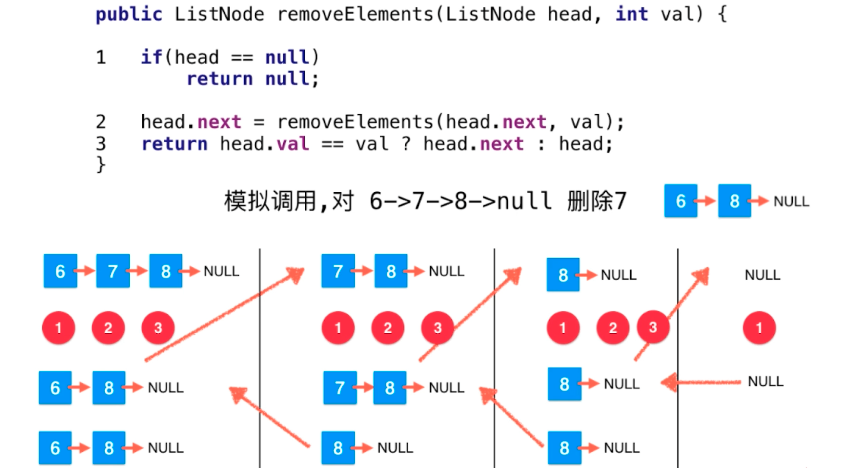 public ListNode removeElements(ListNode head, int val) {
1 if(head == null)
return null;
2 head.next = removeElements(head.next, val);
3 return head.val == val ? head.next : head;
}
模拟调用,对 6->7->8->null 删除7
6 8 NULL
6 7 8 NULL
7 8 NULL
8 NULL
NULL
1 2 3
1 2 3
1 2 3
1
6 8 NULL
7 8 NULL
8 NULL
NULL
6 8 NULL
8 NULL
8 NULL